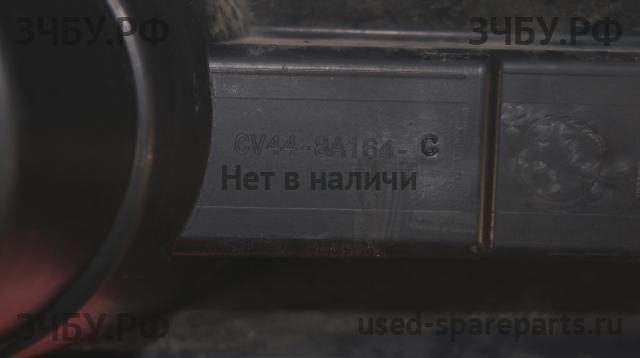 ЗЧБУ.РФ ЗЧБУ.РФ
CV44-8A164-C
Нет в наличи
ЗЧБУ.РФ used-spareparts.ru